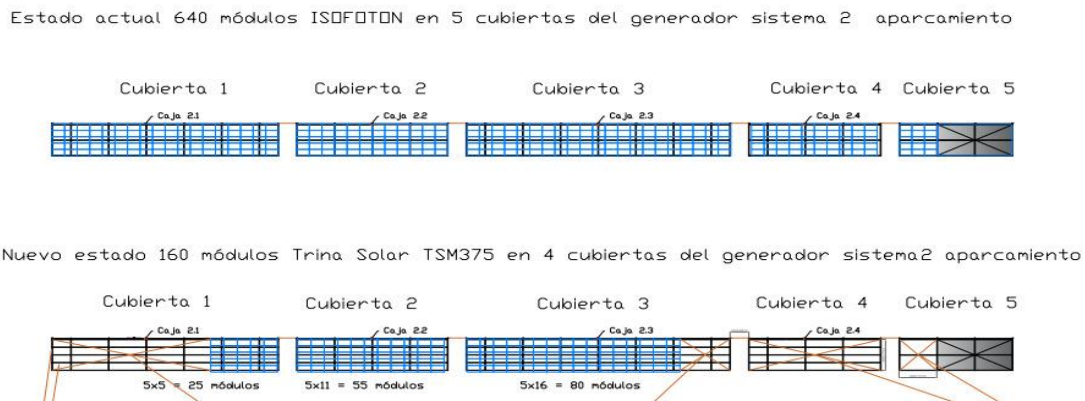 Estado actual 640 módulos ISOFOTON en 5 cubiertas del generador sistema 2 aparcamiento
Cubierta 1 Cubierta 2 Cubierta 3 Cubierta 4 Cubierta 5
Caja 2.1 Caja 2.2 Caja 2.3 Caja 2.4
Nuevo estado 160 módulos Trina Solar TSM375 en 4 cubiertas del generador sistema2 aparcamiento
Cubierta 1 Cubierta 2 Cubierta 3 Cubierta 4 Cubierta 5
Caja 2.1 Caja 2.2 Caja 2.3 Caja 2.4
5x5 = 25 módulos 5x11 = 55 módulos 5x16 = 80 módulos